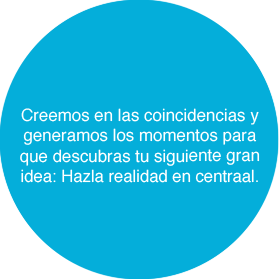 Creemos en las coincidencias y
generamos los momentos para
que descubras tu siguiente gran
idea: Hazla realidad en centraal.